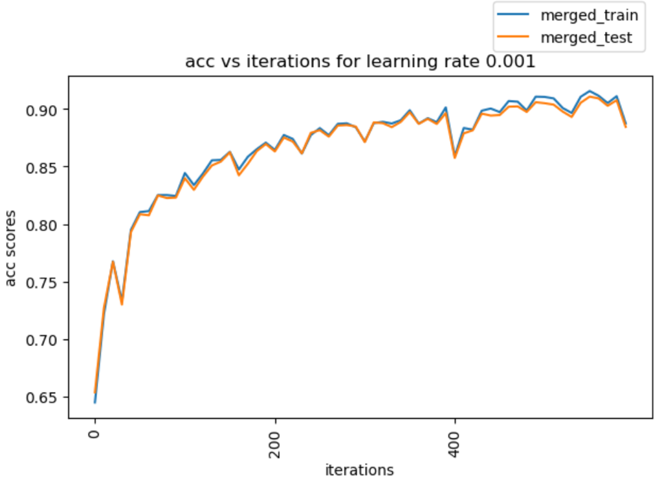 merged_train
merged_test
acc vs iterations for learning rate 0.001
acc scores
0.90
0.85
0.80
0.75
0.70
0.65
0
200
400
iterations